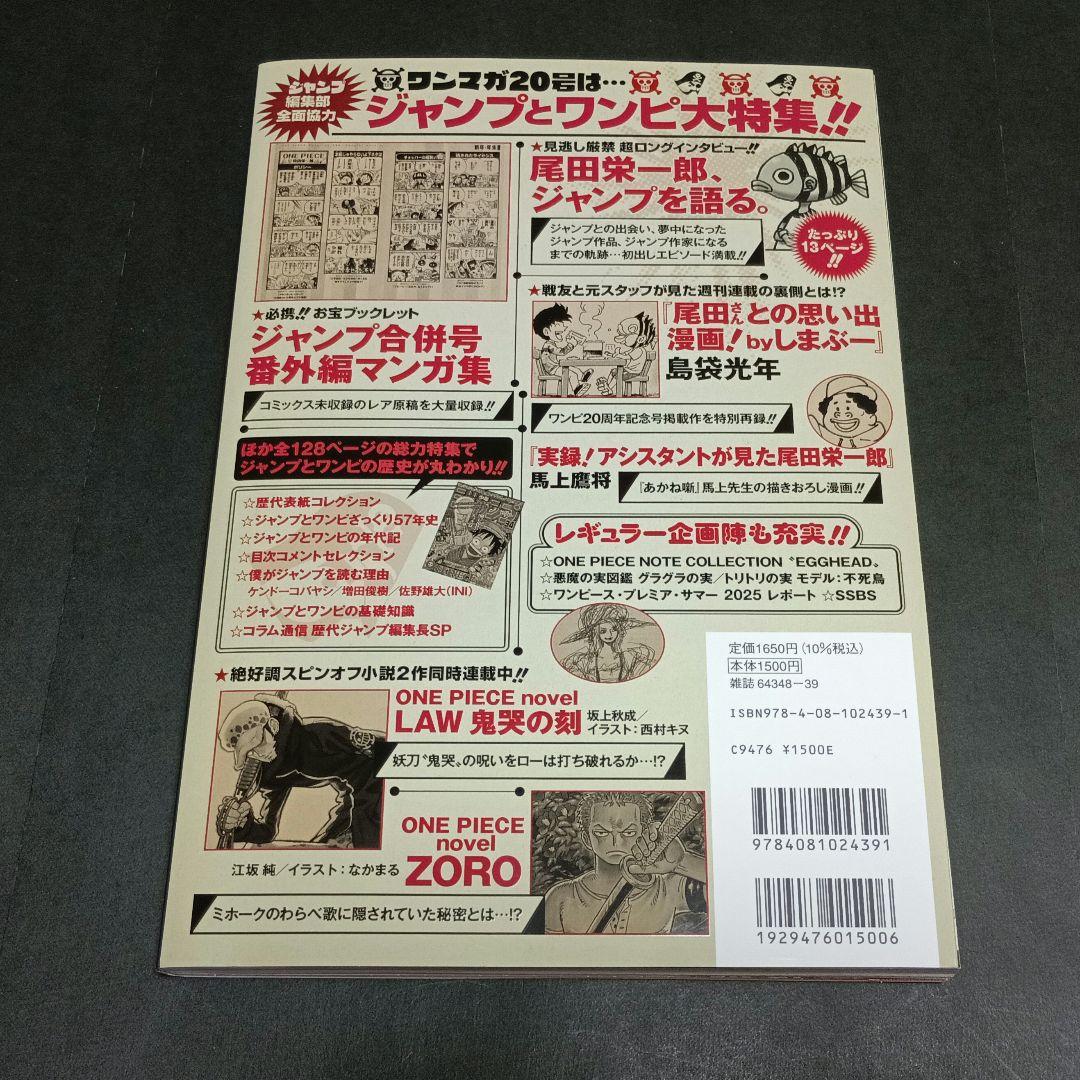 ジャンプ
編集部
全面協力
ワンマガ20号は…
ジャンプとワンピ大特集!!
ONE PIECE
★必携!! お宝ブックレット
ジャンプ合併号
番外編マンガ集
コミックス未収録のレア原稿を大量収録!!
★見逃し厳禁 超ロングインタビュー!!
尾田栄一郎、
ジャンプを語る。
ジャンプとの出会い、夢中になった
ジャンプ作品、ジャンプ作家になる
までの軌跡…初出しエピソード満載!!
たっぷり
13ページ
!!
★戦友と元スタッフが見た週刊連載の裏側とは!?
『尾田さんとの思い出
漫画!byしまぶー』
島袋光年
ワンピ20周年記念号掲載作を特別再録!!
『実録!アシスタントが見た尾田栄一郎』
馬上鷹将
『あかね噺』馬上先生の描きおろし漫画!!
ほか全128ページの総力特集で
ジャンプとワンピの歴史が丸わかり!!
☆歴代表紙コレクション
☆ジャンプとワンピざっくり57年史
☆ジャンプとワンピの年代記
☆目次コメントセレクション
☆僕がジャンプを読む理由
ケンドーコバヤシ/増田俊樹/佐野雄大(INI)
☆ジャンプとワンピの基礎知識
☆コラム通信 歴代ジャンプ編集長SP
レギュラー企画陣も充実!!
☆ONE PIECE NOTE COLLECTION〝EGGHEAD〟
☆悪魔の実図鑑 グラグラの実/トリトリの実 モデル:不死鳥
☆ワンピース・プレミア・サマー 2025 レポート ☆SSBS
★絶好調スピンオフ小説2作同時連載中!!
ONE PIECE novel
LAW 鬼哭の刻
坂上秋成/
イラスト:西村キヌ
妖刀〝鬼哭〟の呪いをローは打ち破れるか…!?
ONE PIECE
novel
ZORO
江坂 純/イラスト:なかまる
ミホークのわらべ歌に隠されていた秘密とは…!?
定価1650円(10%税込)
本体1500円
雑誌 64348-39
ISBN978-4-08-102439-1
C9476 ¥1500E
9784081024391
1929476015006